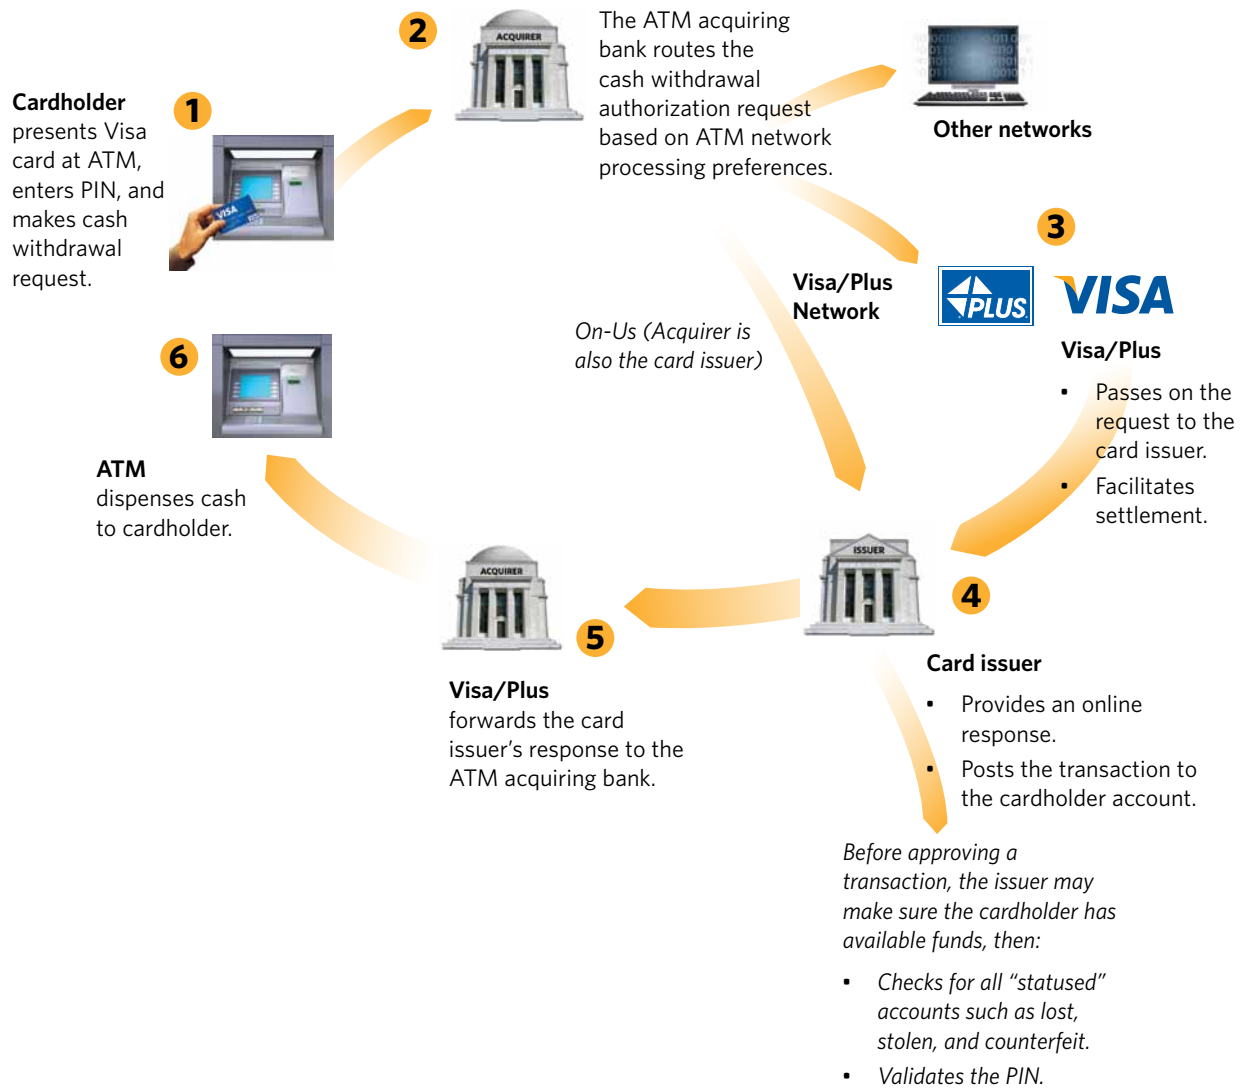 1
Cardholder
presents Visa
card at ATM,
enters PIN, and
makes cash
withdrawal
request.
VISA
2
ACQUIRER
The ATM acquiring
bank routes the
cash withdrawal
authorization request
based on ATM network
processing preferences.
Other networks
3
Visa/Plus
Network
PLUS
VISA
On-Us (Acquirer is
also the card issuer)
Visa/Plus
• Passes on the
request to the
card issuer.
• Facilitates
settlement.
ISSUER
4
Card issuer
• Provides an online
response.
• Posts the transaction to
the cardholder account.
Before approving a
transaction, the issuer may
make sure the cardholder has
available funds, then:
• Checks for all “statused”
accounts such as lost,
stolen, and counterfeit.
• Validates the PIN.
ACQUIRER
5
Visa/Plus
forwards the card
issuer’s response to the
ATM acquiring bank.
6
ATM
dispenses cash
to cardholder.